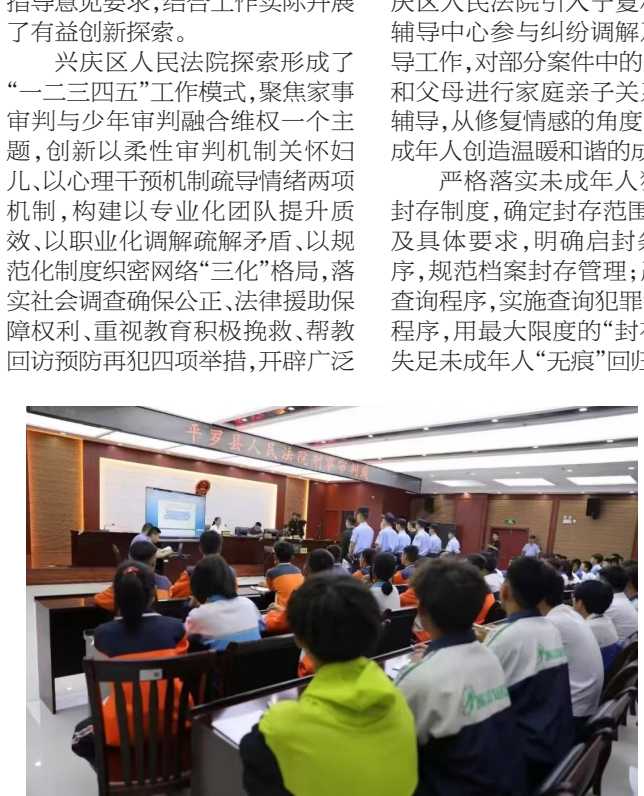 指导意见要求,结合工作实际开展
了有益创新探索。
兴庆区人民法院探索形成了
“一二三四五”工作模式,聚焦家事
审判与少年审判融合维权一个主
题,创新以柔性审判机制关怀妇
儿、以心理干预机制疏导情绪两项
机制,构建以专业化团队提升质
效、以职业化调解疏解矛盾、以规
范化制度织密网络“三化”格局,落
实社会调查确保公正、法律援助保
障权利、重视教育积极挽救、帮教
回访预防再犯四项举措,开辟广泛
庆区人民法院引入宁夏
辅导中心参与纠纷调解
导工作,对部分案件中的
和父母进行家庭亲子关
辅导,从修复情感的角度
成年人创造温暖和谐的成
严格落实未成年人
封存制度,确定封存范围
及具体要求,明确启封条
序,规范档案封存管理;
查询程序,实施查询犯罪
程序,用最大限度的“封存
失足未成年人“无痕”回归
平罗县人民法院刑事审判庭